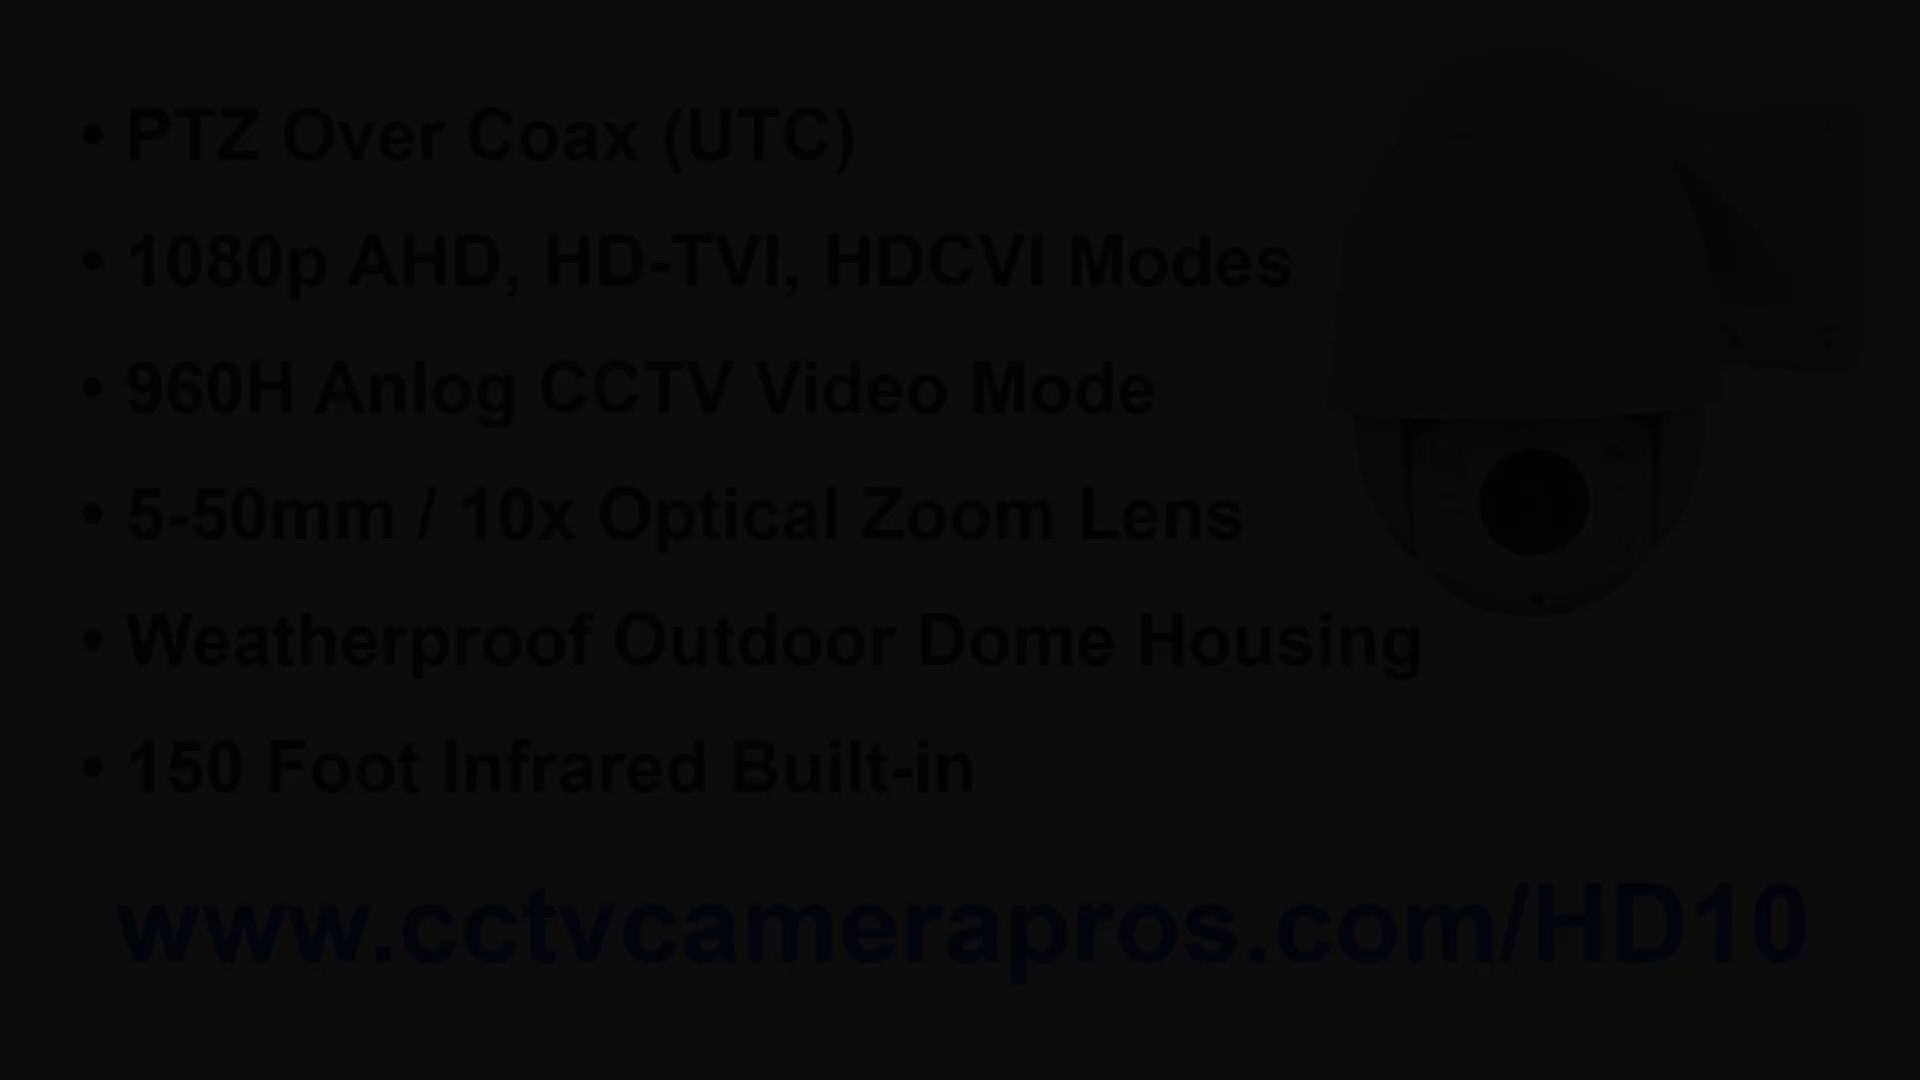 • PTZ Over Coax (UTC)
• 1080p AHD, HD-TVI, HDCVI Modes
• 960H Anlog CCTV Video Mode
• 5-50mm / 10x Optical Zoom Lens
• Weatherproof Outdoor Dome Housing
• 150 Foot Infrared Built-in
www.cctvcamerapros.com/HD10